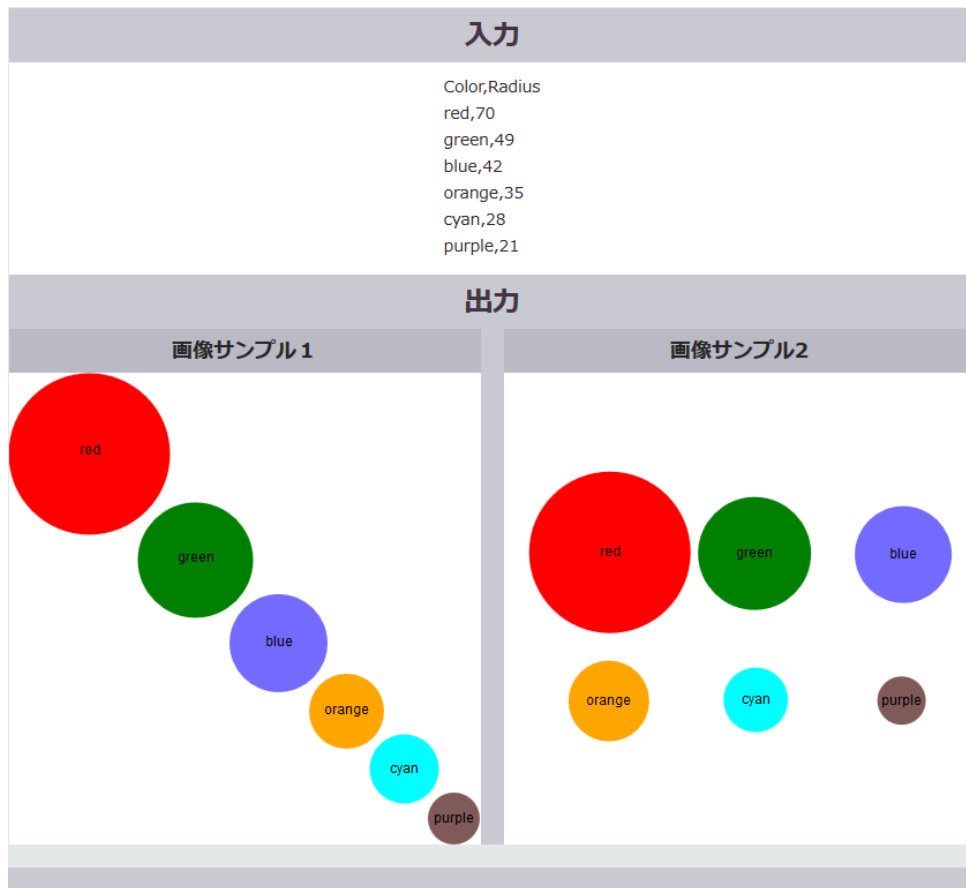 入力
Color,Radius
red,70
green,49
blue,42
orange,35
cyan,28
purple,21
出力
画像サンプル１
red
green
blue
orange
cyan
purple
画像サンプル2
red
green
blue
orange
cyan
purple